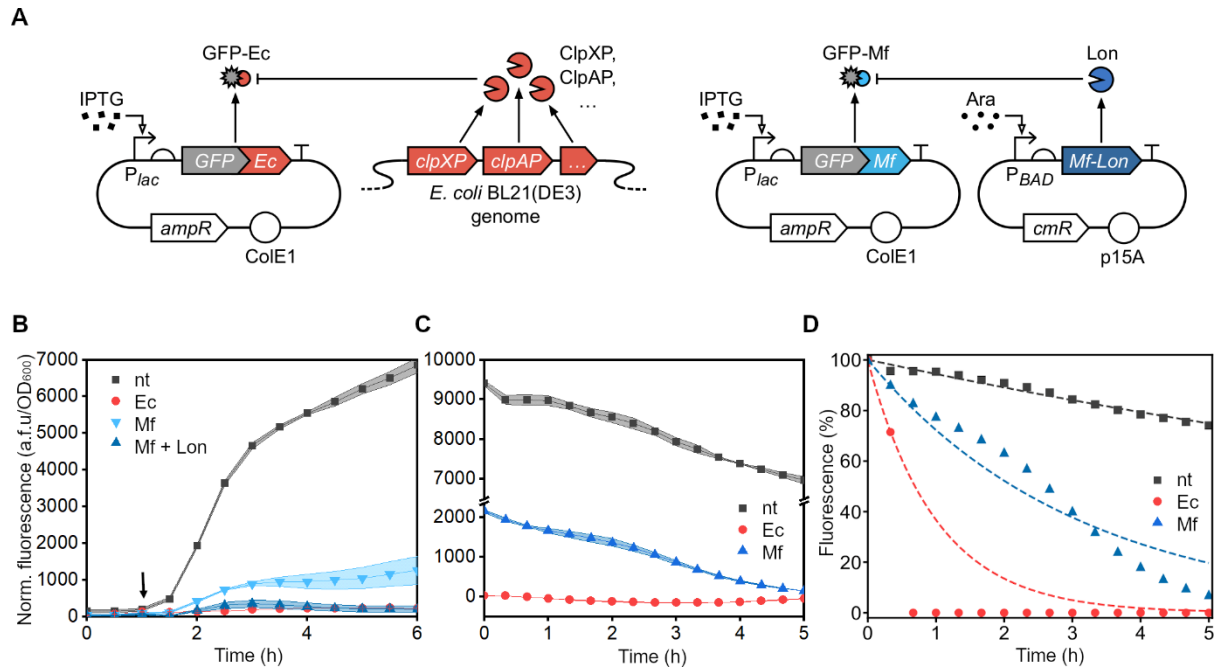 A
GFP-Ec
ClpXP,
ClpAP,
...
IPTG
GFP
Ec
Plac
ampR
ColE1
clpXP
clpAP
...
E. coli BL21(DE3)
genome
GFP-Mf
Lon
IPTG
Ara
GFP
Mf
Plac
Mf-Lon
PBAD
ampR
ColE1
cmR
p15A
B
Norm. fluorescence (a.f.u/OD600)
7000
6000
5000
4000
3000
2000
1000
0
nt
Ec
Mf
Mf + Lon
0
2
4
6
Time (h)
C
10000
9000
8000
7000
2000
1000
0
nt
Ec
Mf
0
1
2
3
4
5
Time (h)
D
Fluorescence (%)
100
80
60
40
20
0
nt
Ec
Mf
0
1
2
3
4
5
Time (h)